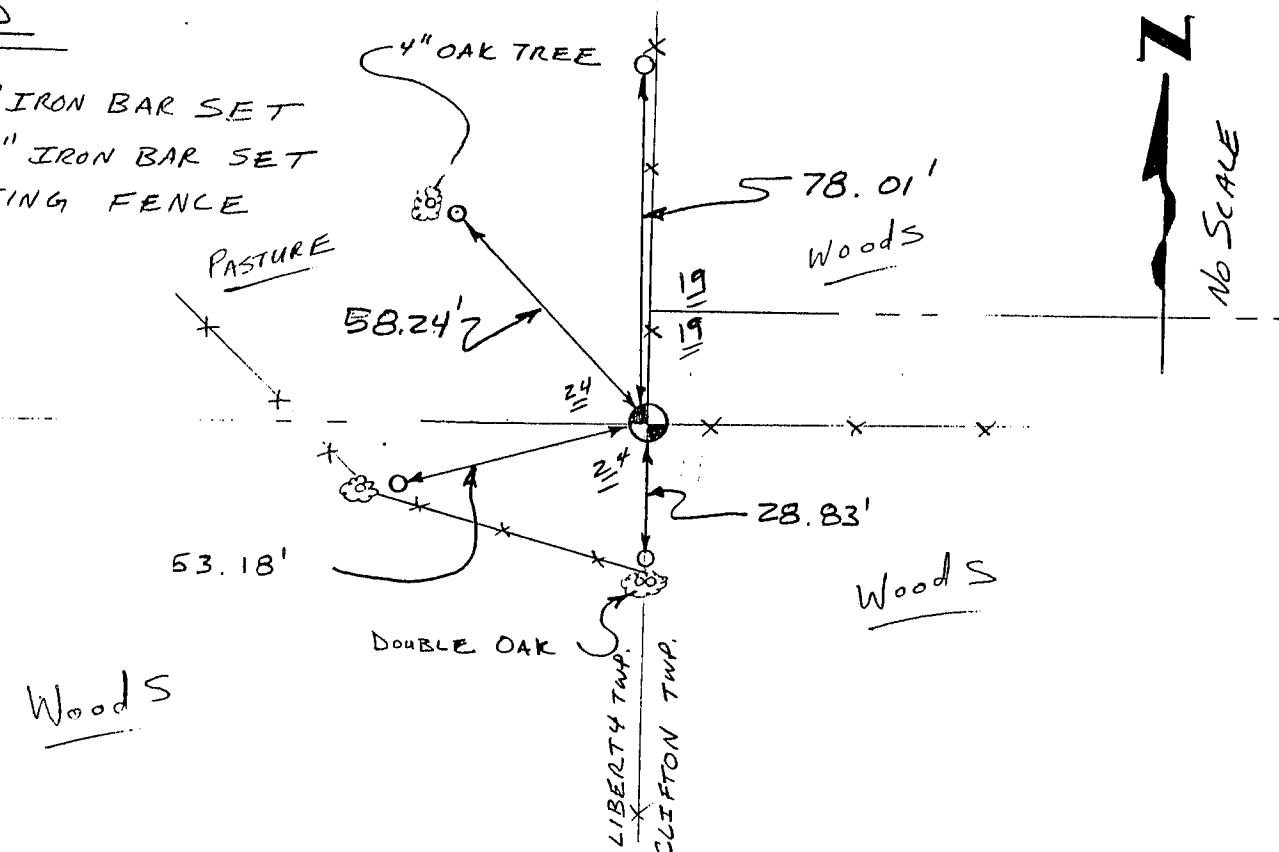 4" OAK TREE
" IRON BAR SET
" IRON BAR SET
TING FENCE
PASTURE
78.01'
Woods
19
19
58.24'
24
24
28.83'
53.18'
DOUBLE OAK
Woods
Woods
LIBERTY TWP.
CLIFTON TWP.
N
No SCALE